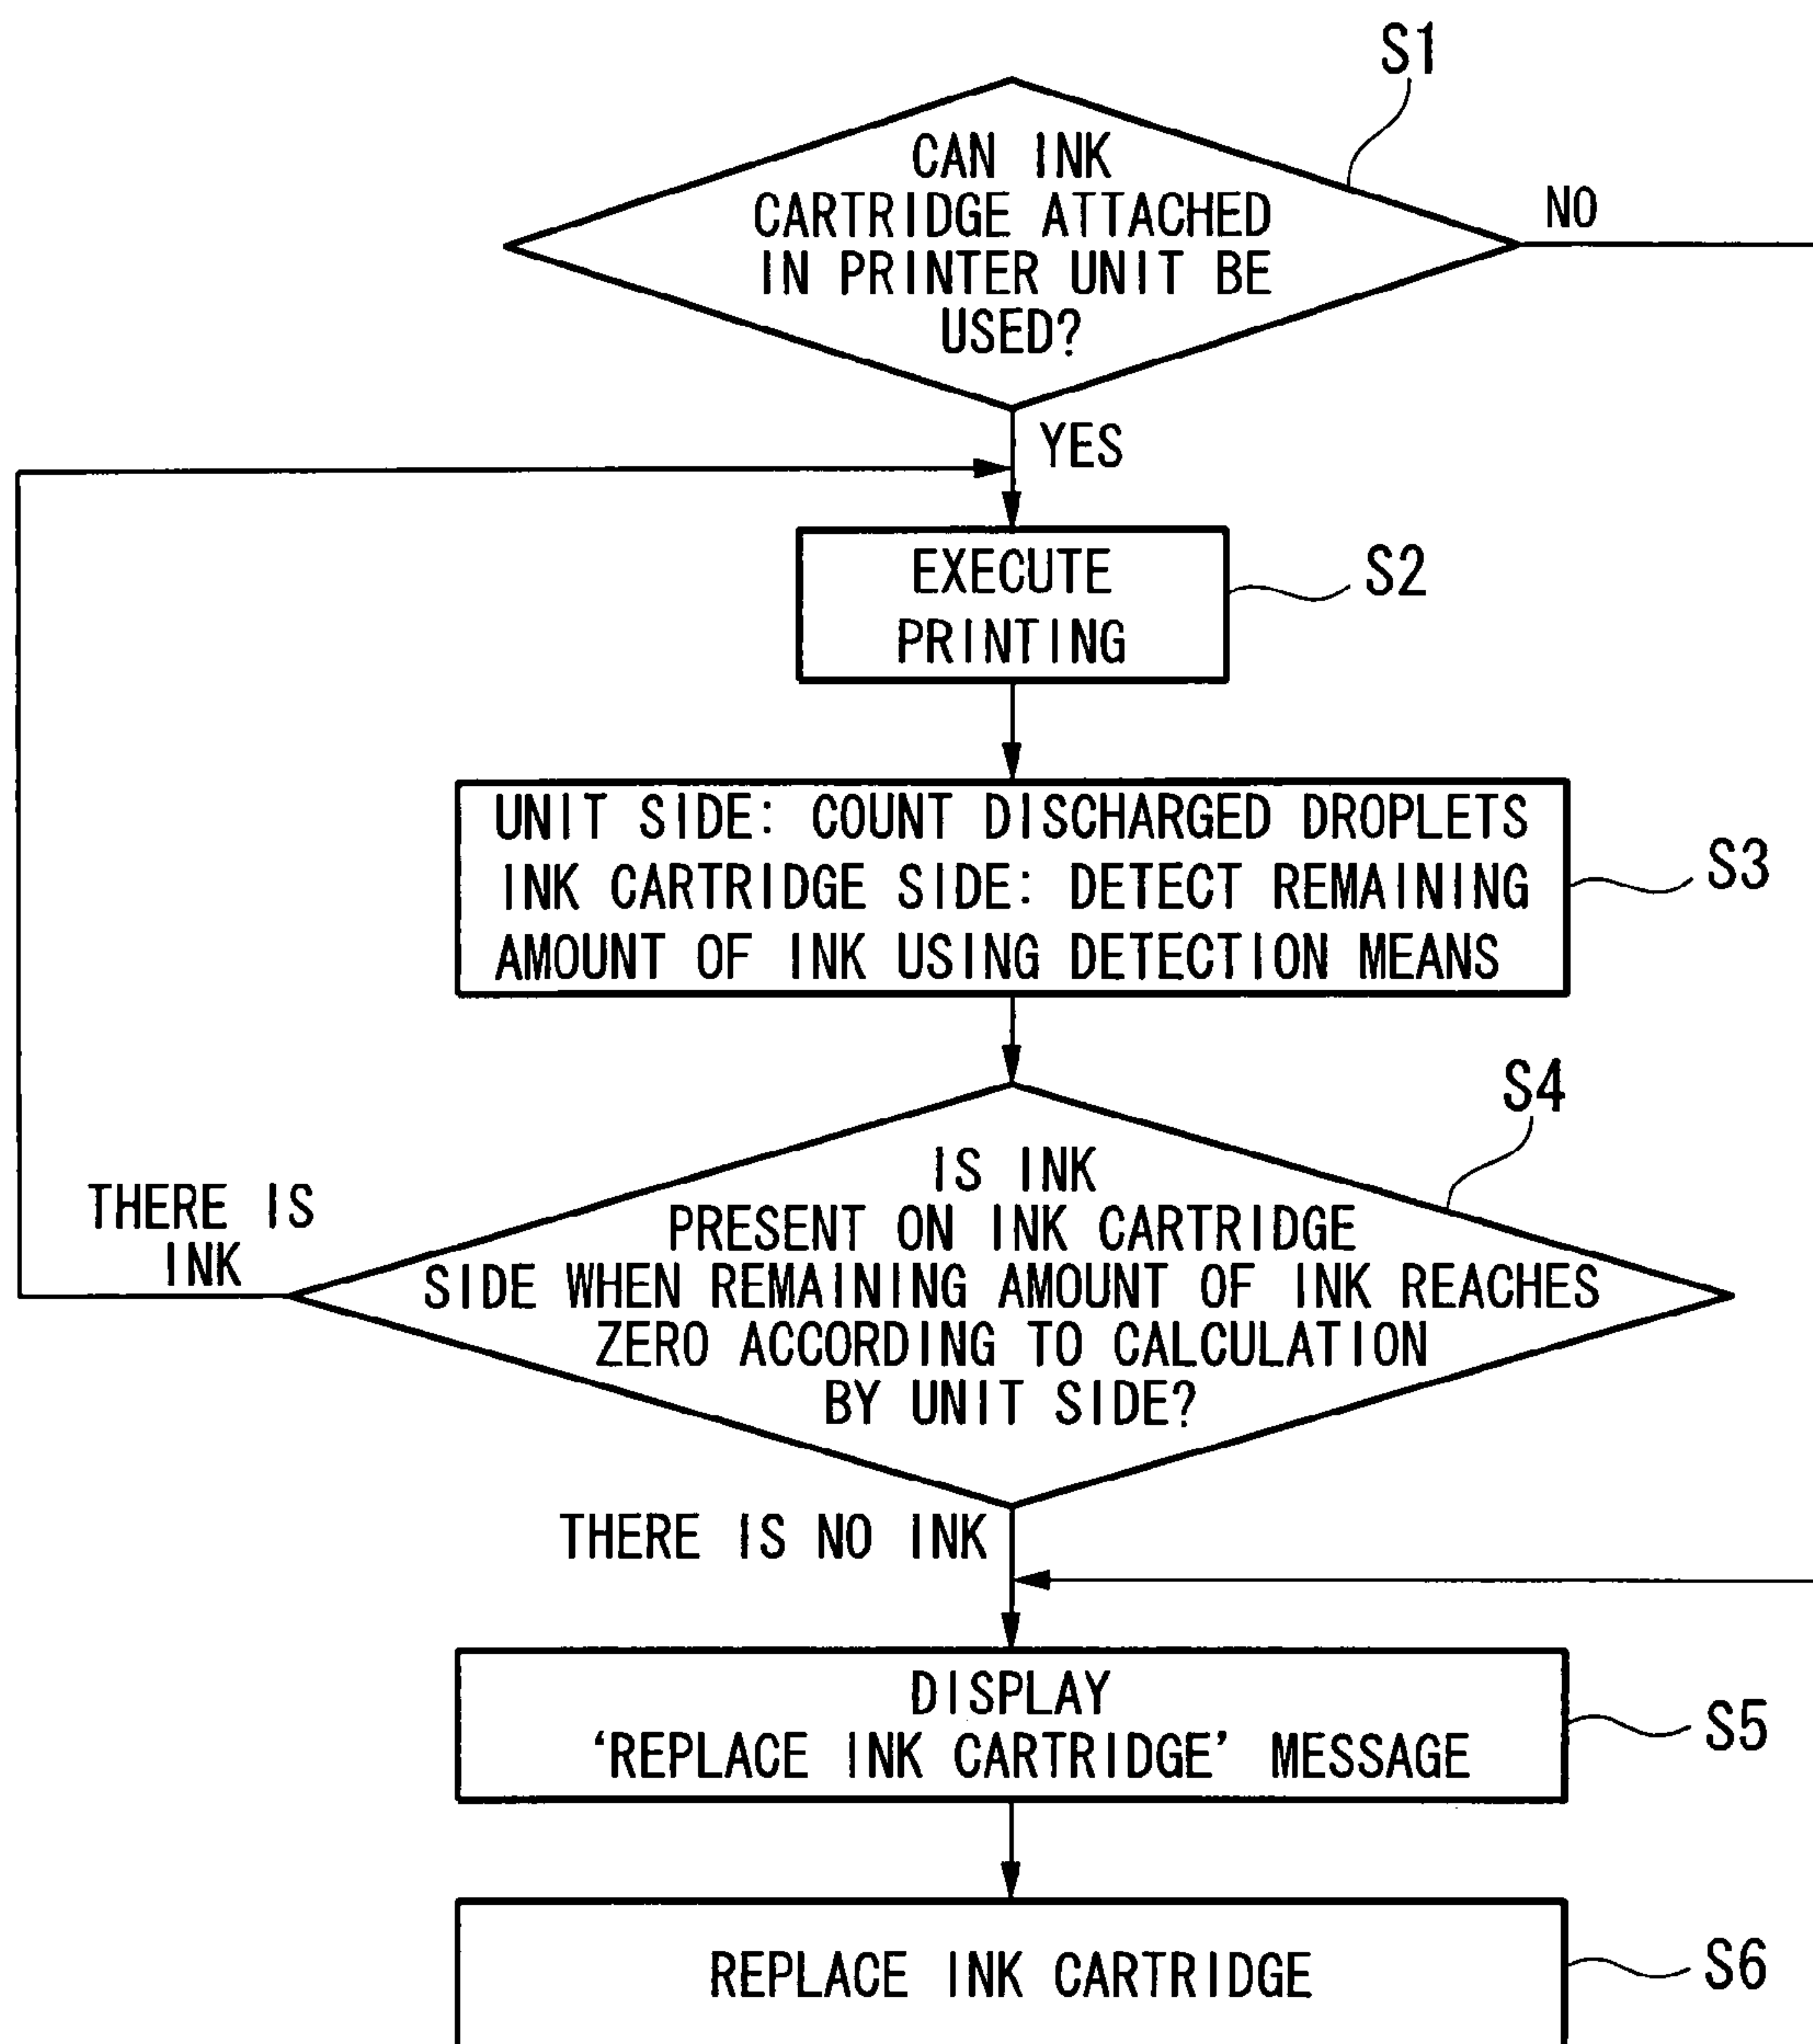 S1
CAN INK
CARTRIDGE ATTACHED
IN PRINTER UNIT BE
USED?
NO
YES
EXECUTE
PRINTING
S2
UNIT SIDE: COUNT DISCHARGED DROPLETS
INK CARTRIDGE SIDE: DETECT REMAINING
AMOUNT OF INK USING DETECTION MEANS
S3
S4
IS INK
PRESENT ON INK CARTRIDGE
SIDE WHEN REMAINING AMOUNT OF INK REACHES
ZERO ACCORDING TO CALCULATION
BY UNIT SIDE?
THERE IS
INK
THERE IS NO INK
DISPLAY
‘REPLACE INK CARTRIDGE’ MESSAGE
S5
REPLACE INK CARTRIDGE
S6